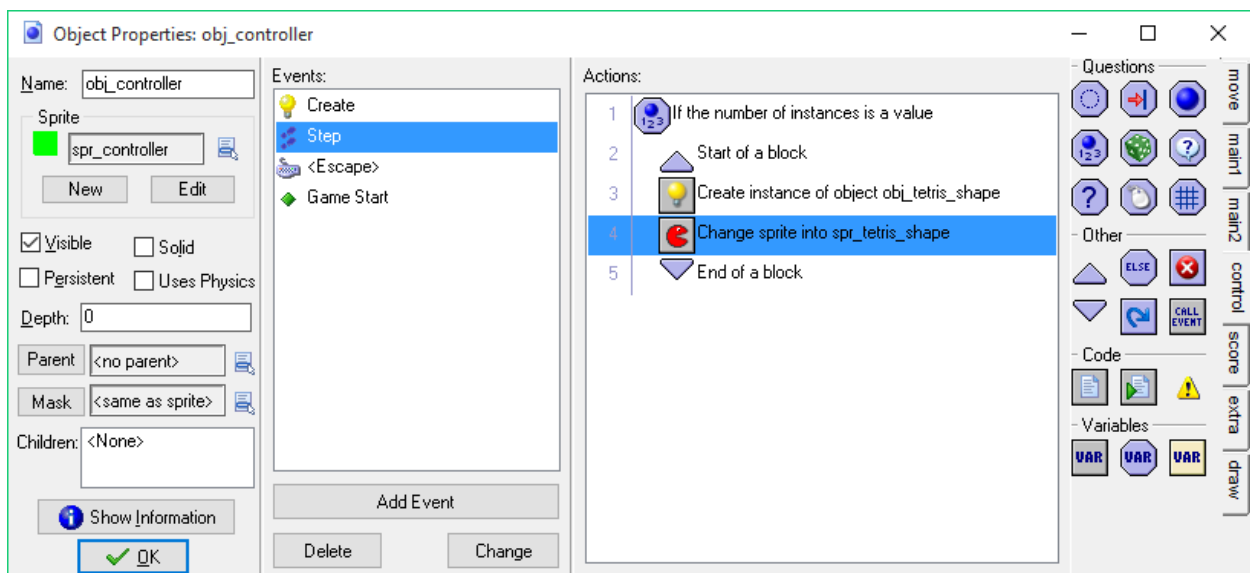 Object Properties: obj_controller
Name: obj_controller
Sprite
spr_controller
New Edit
Visible Solid
Persistent Uses Physics
Depth: 0
Parent <no parent>
Mask <same as sprite>
Children: <None>
Show Information
OK
Events:
Create
Step
<Escape>
Game Start
Add Event
Delete Change
Actions:
1 If the number of instances is a value
2 Start of a block
3 Create instance of object obj_tetris_shape
4 Change sprite into spr_tetris_shape
5 End of a block
Questions
123
?
?
Other
ELSE
CALL
EVENT
Code
Variables
VAR VAR VAR
move
main1
main2
control
score
extra
draw